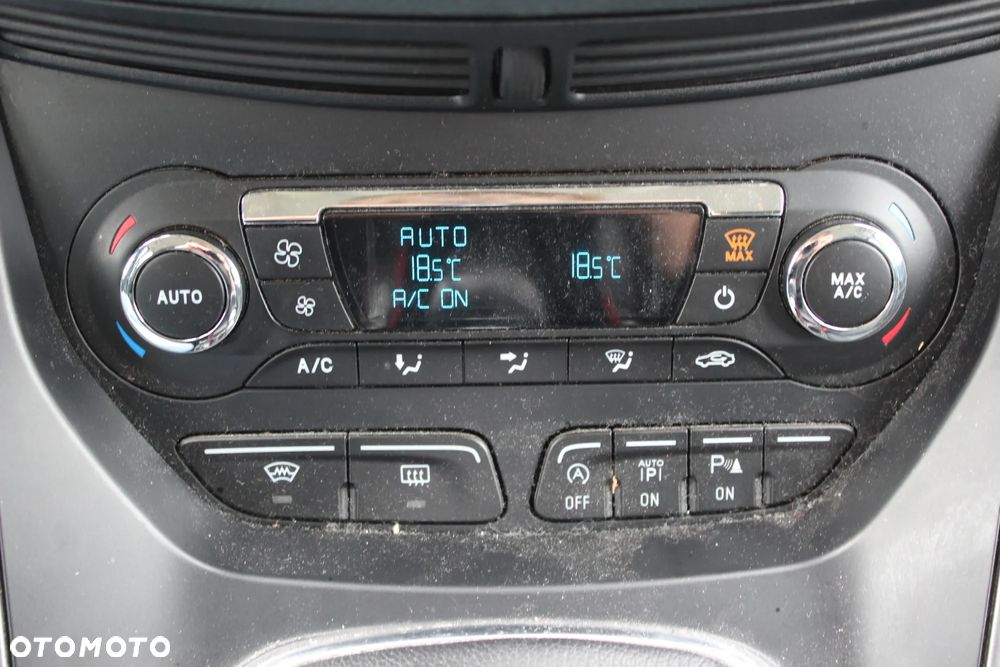 AUTO
18.5°C
18.5°C
A/C ON
MAX
AUTO
MAX
A/C
A/C
A
OFF
AUTO
P
ON
P
ON
OTOMOTO